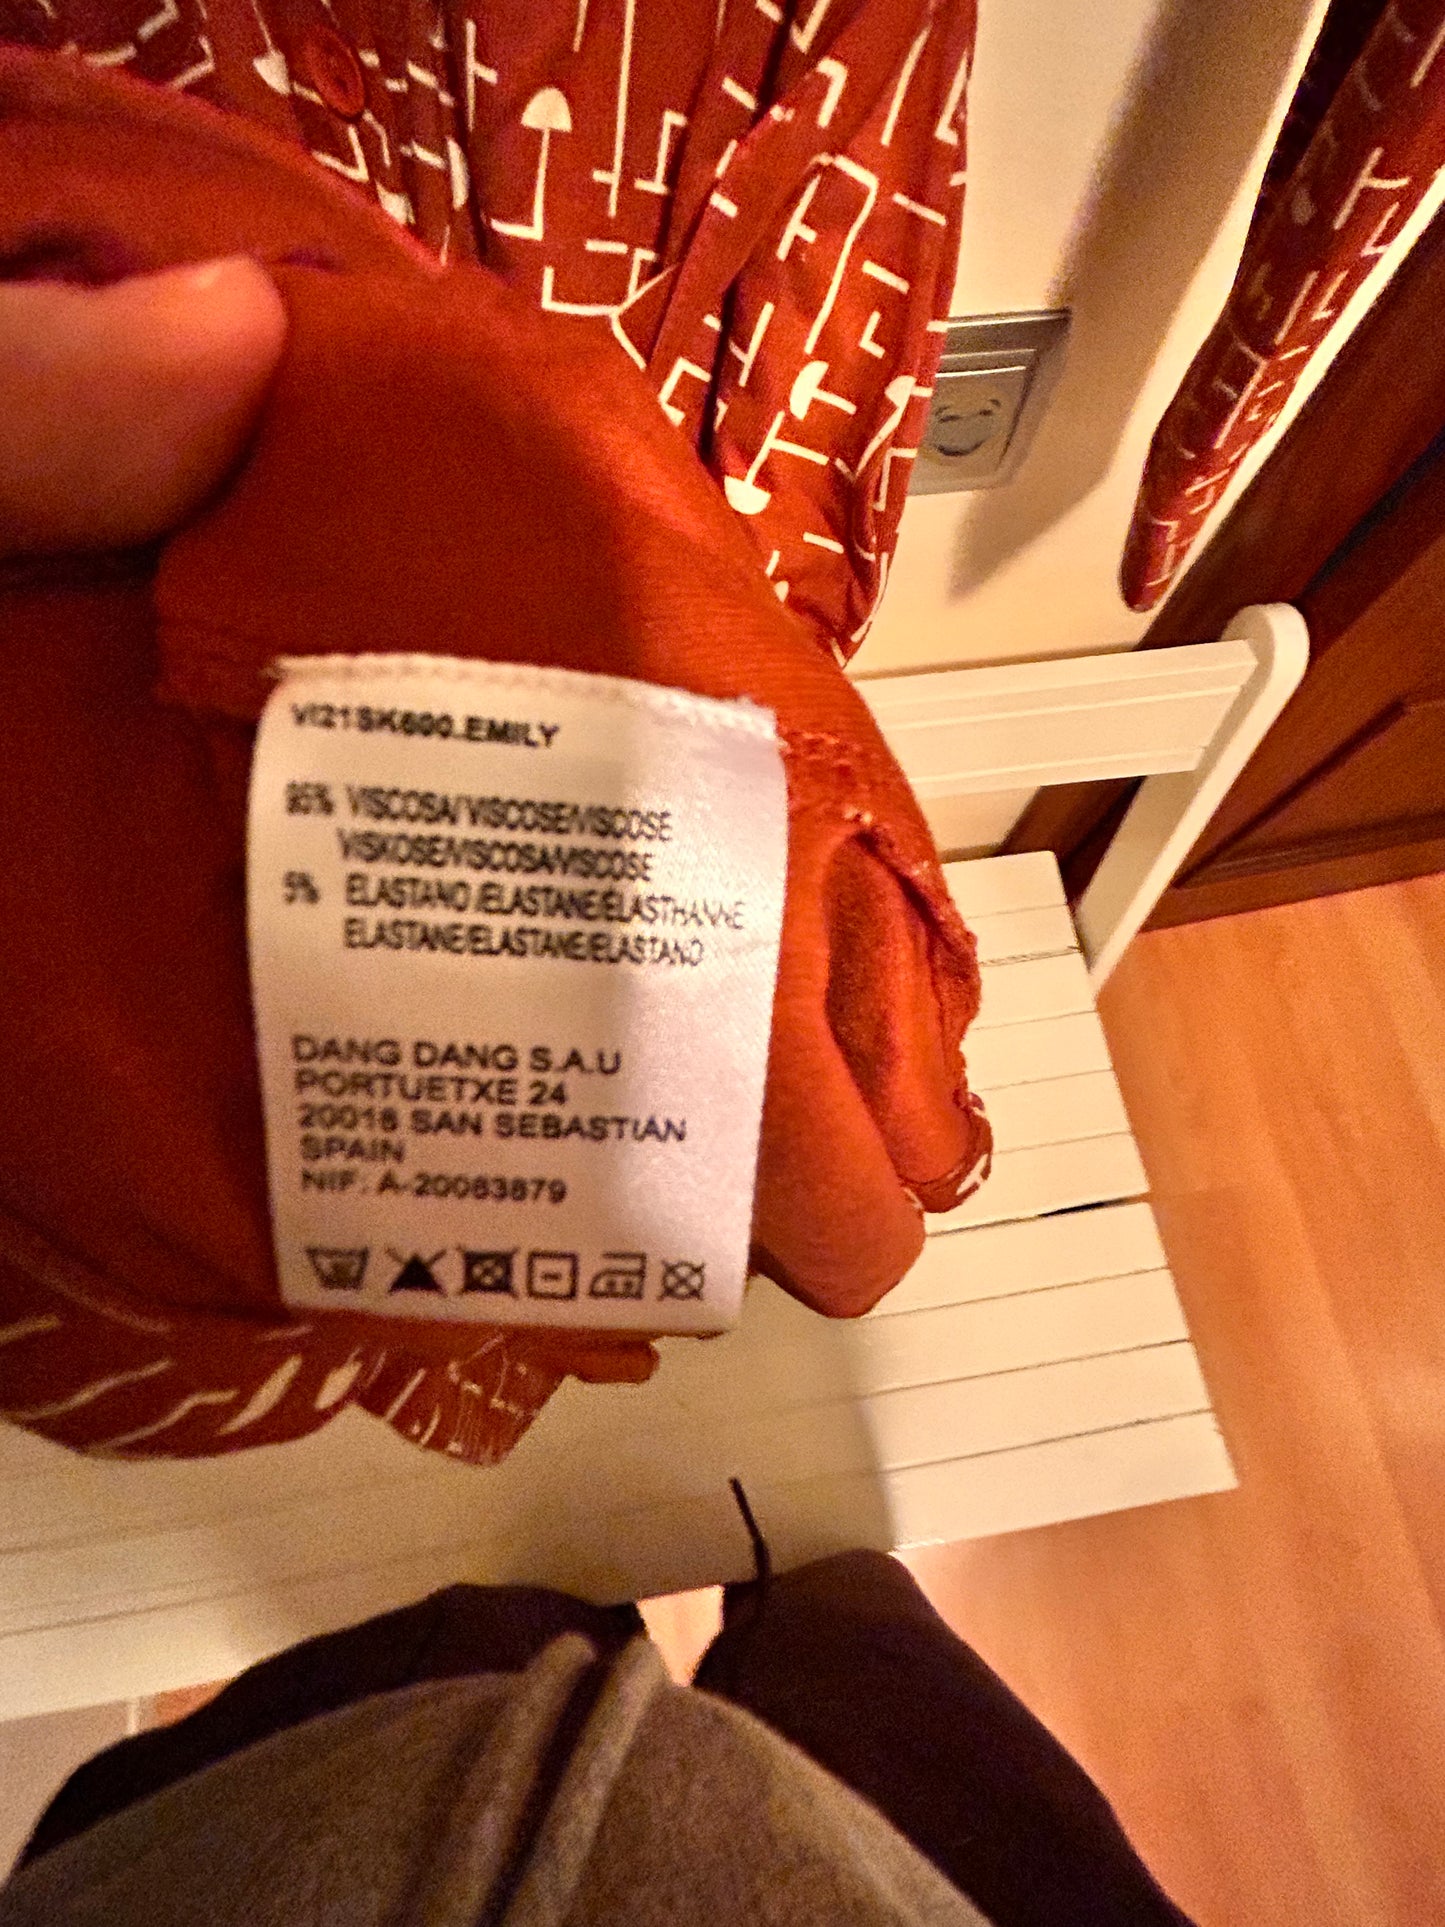 VI21SK600.EMILY
95% VISCOSA/ VISCOSE/VISCOSE
VISKOSE/VISCOSA/VISCOSE
5% ELASTANO /ELASTANE/ELASTHANNE
ELASTANE/ELASTANE/ELASTANO
DANG DANG S.A.U
PORTUETXE 24
20018 SAN SEBASTIAN
SPAIN
NIF: A-20063879